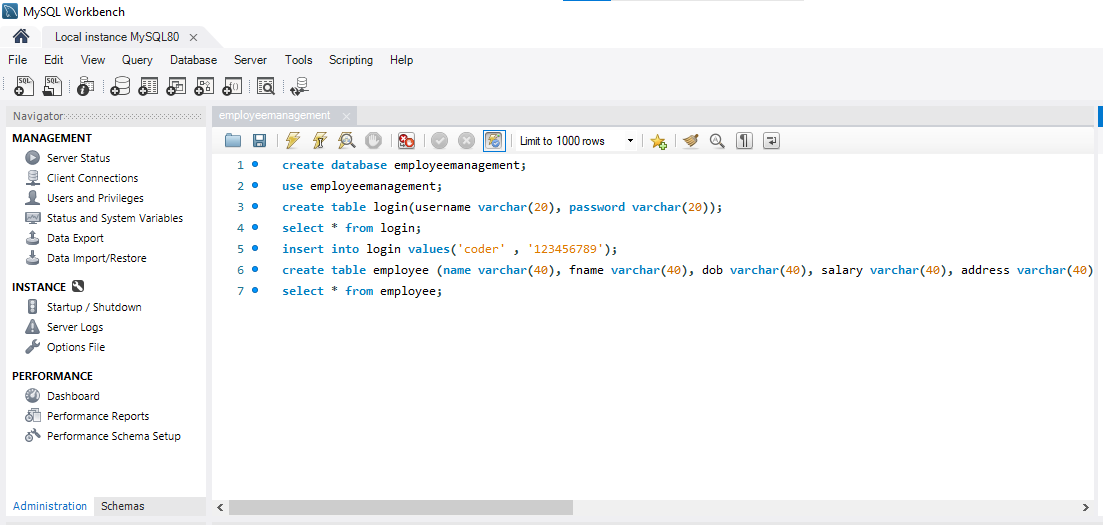 MySQL Workbench
Local instance MySQL80
File Edit View Query Database Server Tools Scripting Help
Navigator
MANAGEMENT
Server Status
Client Connections
Users and Privileges
Status and System Variables
Data Export
Data Import/Restore
INSTANCE
Startup / Shutdown
Server Logs
Options File
PERFORMANCE
Dashboard
Performance Reports
Performance Schema Setup
Administration Schemas
employeemanagement
Limit to 1000 rows
1 create database employeemanagement;
2 use employeemanagement;
3 create table login(username varchar(20), password varchar(20));
4 select * from login;
5 insert into login values('coder' , '123456789');
6 create table employee (name varchar(40), fname varchar(40), dob varchar(40), salary varchar(40), address varchar(40)
7 select * from employee;